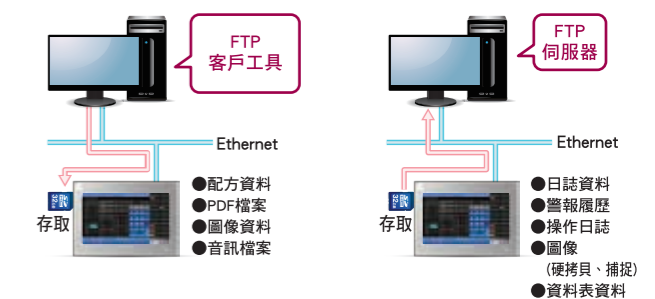 FTP
客戶工具
Ethernet
存取
●配方資料
●PDF檔案
●圖像資料
●音訊檔案
FTP
伺服器
Ethernet
存取
●日誌資料
●警報履歷
●操作日誌
●圖像
(硬拷貝、捕捉)
●資料表資料